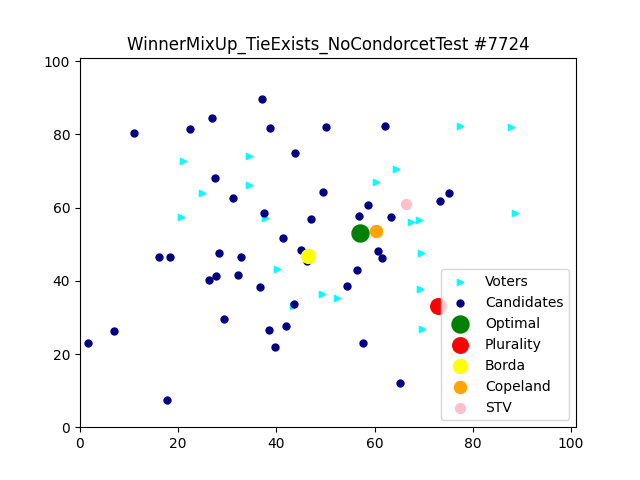 WinnerMixUp_TieExists_NoCondorcetTest #7724
100
80
60
40
20
0
0 20 40 60 80 100
Voters
Candidates
Optimal
Plurality
Borda
Copeland
STV